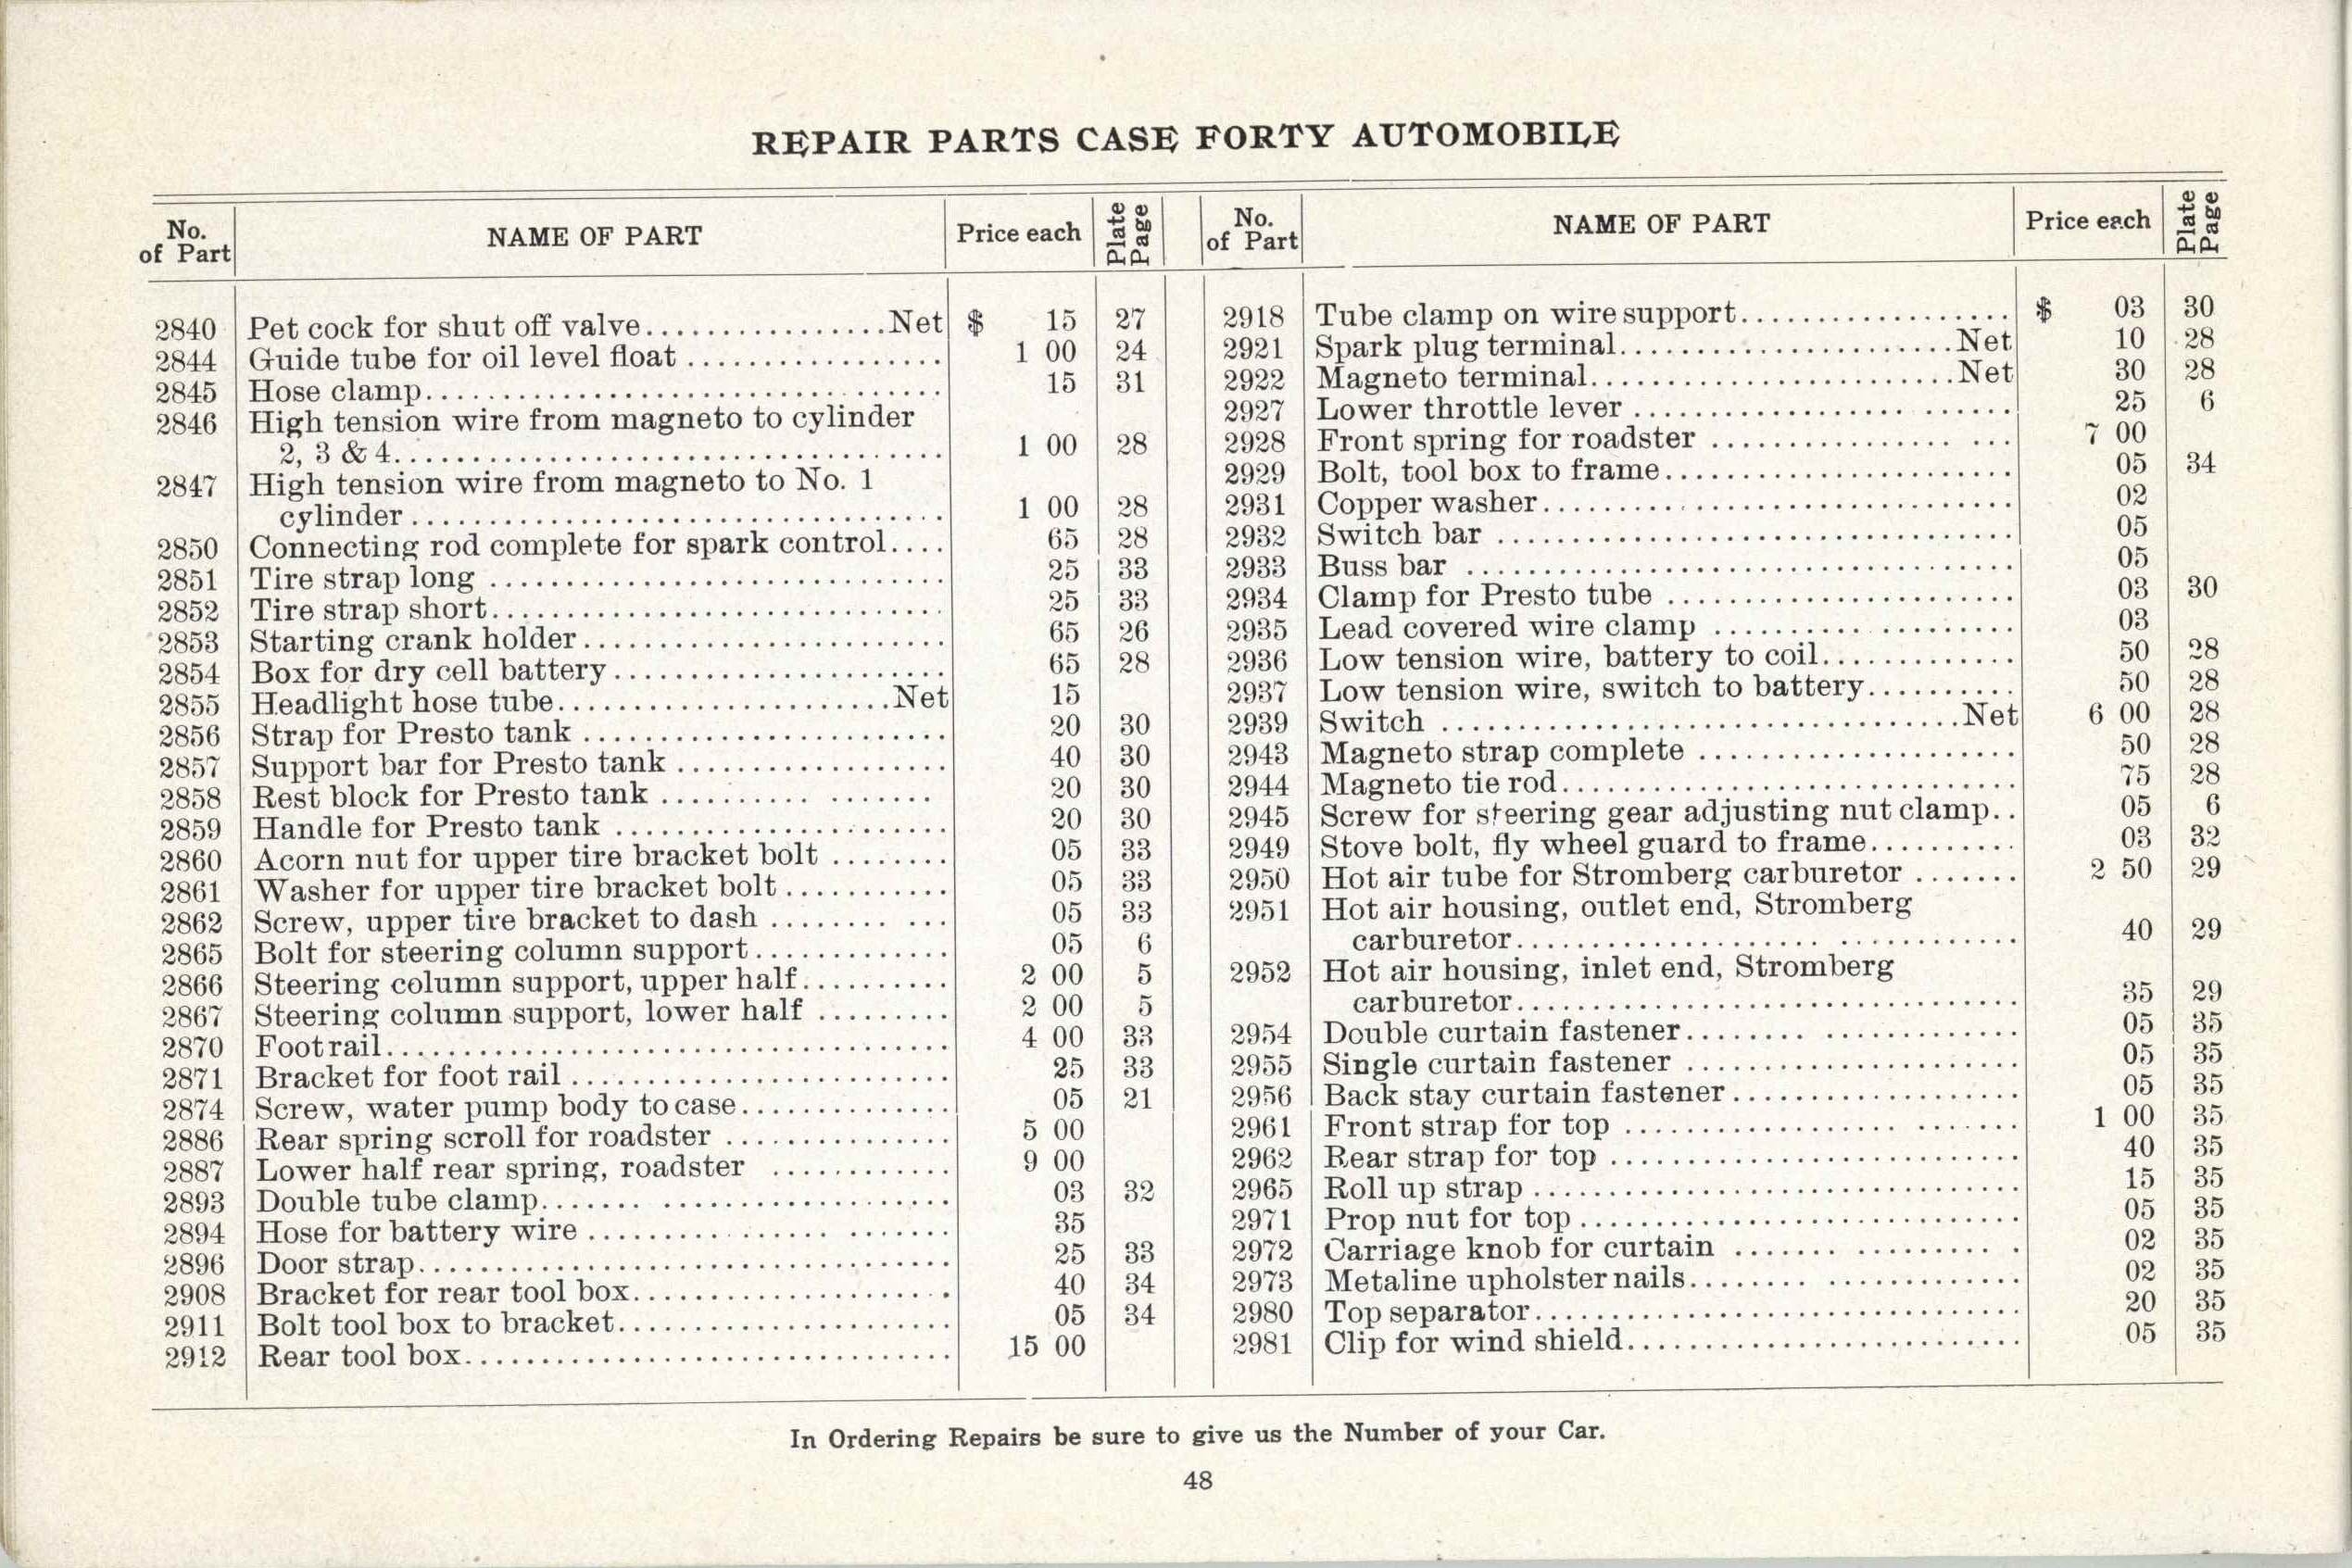 REPAIR PARTS CASE FORTY AUTOMOBILE
No. of Part | NAME OF PART | Price each | Plate Page
2840 Pet cock for shut off valve................Net $ 15 27
2844 Guide tube for oil level float ................. 1 00 24
2845 Hose clamp.................................. 15 31
2846 High tension wire from magneto to cylinder
2, 3 & 4.................................... 1 00 28
2847 High tension wire from magneto to No. 1
cylinder................................... 1 00 28
2850 Connecting rod complete for spark control.... 65 28
2851 Tire strap long .............................. 25 33
2852 Tire strap short.............................. 25 33
2853 Starting crank holder........................ 65 26
2854 Box for dry cell battery...................... 65 28
2855 Headlight hose tube......................Net 15
2856 Strap for Presto tank ........................ 20 30
2857 Support bar for Presto tank .................. 40 30
2858 Rest block for Presto tank .......... ....... 20 30
2859 Handle for Presto tank ...................... 20 30
2860 Acorn nut for upper tire bracket bolt ........ 05 33
2861 Washer for upper tire bracket bolt........... 05 33
2862 Screw, upper tire bracket to dash ......... ... 05 33
2865 Bolt for steering column support............. 05 6
2866 Steering column support, upper half.......... 2 00 5
2867 Steering column support, lower half ......... 2 00 5
2870 Foot rail..................................... 4 00 33
2871 Bracket for foot rail ......................... 25 33
2874 Screw, water pump body to case.............. 05 21
2886 Rear spring scroll for roadster ............... 5 00
2887 Lower half rear spring, roadster ............ 9 00
2893 Double tube clamp....... ................... 03 32
2894 Hose for battery wire ................ ....... 35
2896 Door strap................................... 25 33
2908 Bracket for rear tool box..................... 40 34
2911 Bolt tool box to bracket...................... 05 34
2912 Rear tool box................................ 15 00
No. of Part | NAME OF PART | Price each | Plate Page
2918 Tube clamp on wire support.................. $ 03 30
2921 Spark plug terminal......................Net 10 28
2922 Magneto terminal........................Net 30 28
2927 Lower throttle lever .................. ...... 25 6
2928 Front spring for roadster ................ ... 7 00
2929 Bolt, tool box to frame....................... 05 34
2931 Copper washer............................... 02
2932 Switch bar .................................. 05
2933 Buss bar .................................... 05
2934 Clamp for Presto tube ....................... 03 30
2935 Lead covered wire clamp .......... ......... 03
2936 Low tension wire, battery to coil............. 50 28
2937 Low tension wire, switch to battery.......... 50 28
2939 Switch ..................................Net 6 00 28
2943 Magneto strap complete ..................... 50 28
2944 Magneto tie rod.............................. 75 28
2945 Screw for steering gear adjusting nut clamp.. 05 6
2949 Stove bolt, fly wheel guard to frame.......... 03 32
2950 Hot air tube for Stromberg carburetor ....... 2 50 29
2951 Hot air housing, outlet end, Stromberg
carburetor.................... ............ 40 29
2952 Hot air housing, inlet end, Stromberg
carburetor................................. 35 29
2954 Double curtain fastener........ ............. 05 35
2955 Single curtain fastener ...................... 05 35
2956 Back stay curtain fastener................... 05 35
2961 Front strap for top .................. ....... 1 00 35
2962 Rear strap for top ........................... 40 35
2965 Roll up strap ................................ 15 35
2971 Prop nut for top............................. 05 35
2972 Carriage knob for curtain ....... ......... . 02 35
2973 Metaline upholster nails........ ............. 02 35
2980 Top separator................................ 20 35
2981 Clip for wind shield.......................... 05 35
In Ordering Repairs be sure to give us the Number of your Car.
48